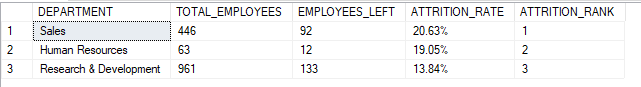 DEPARTMENT TOTAL_EMPLOYEES EMPLOYEES_LEFT ATTRITION_RATE ATTRITION_RANK
1 Sales 446 92 20.63% 1
2 Human Resources 63 12 19.05% 2
3 Research & Development 961 133 13.84% 3